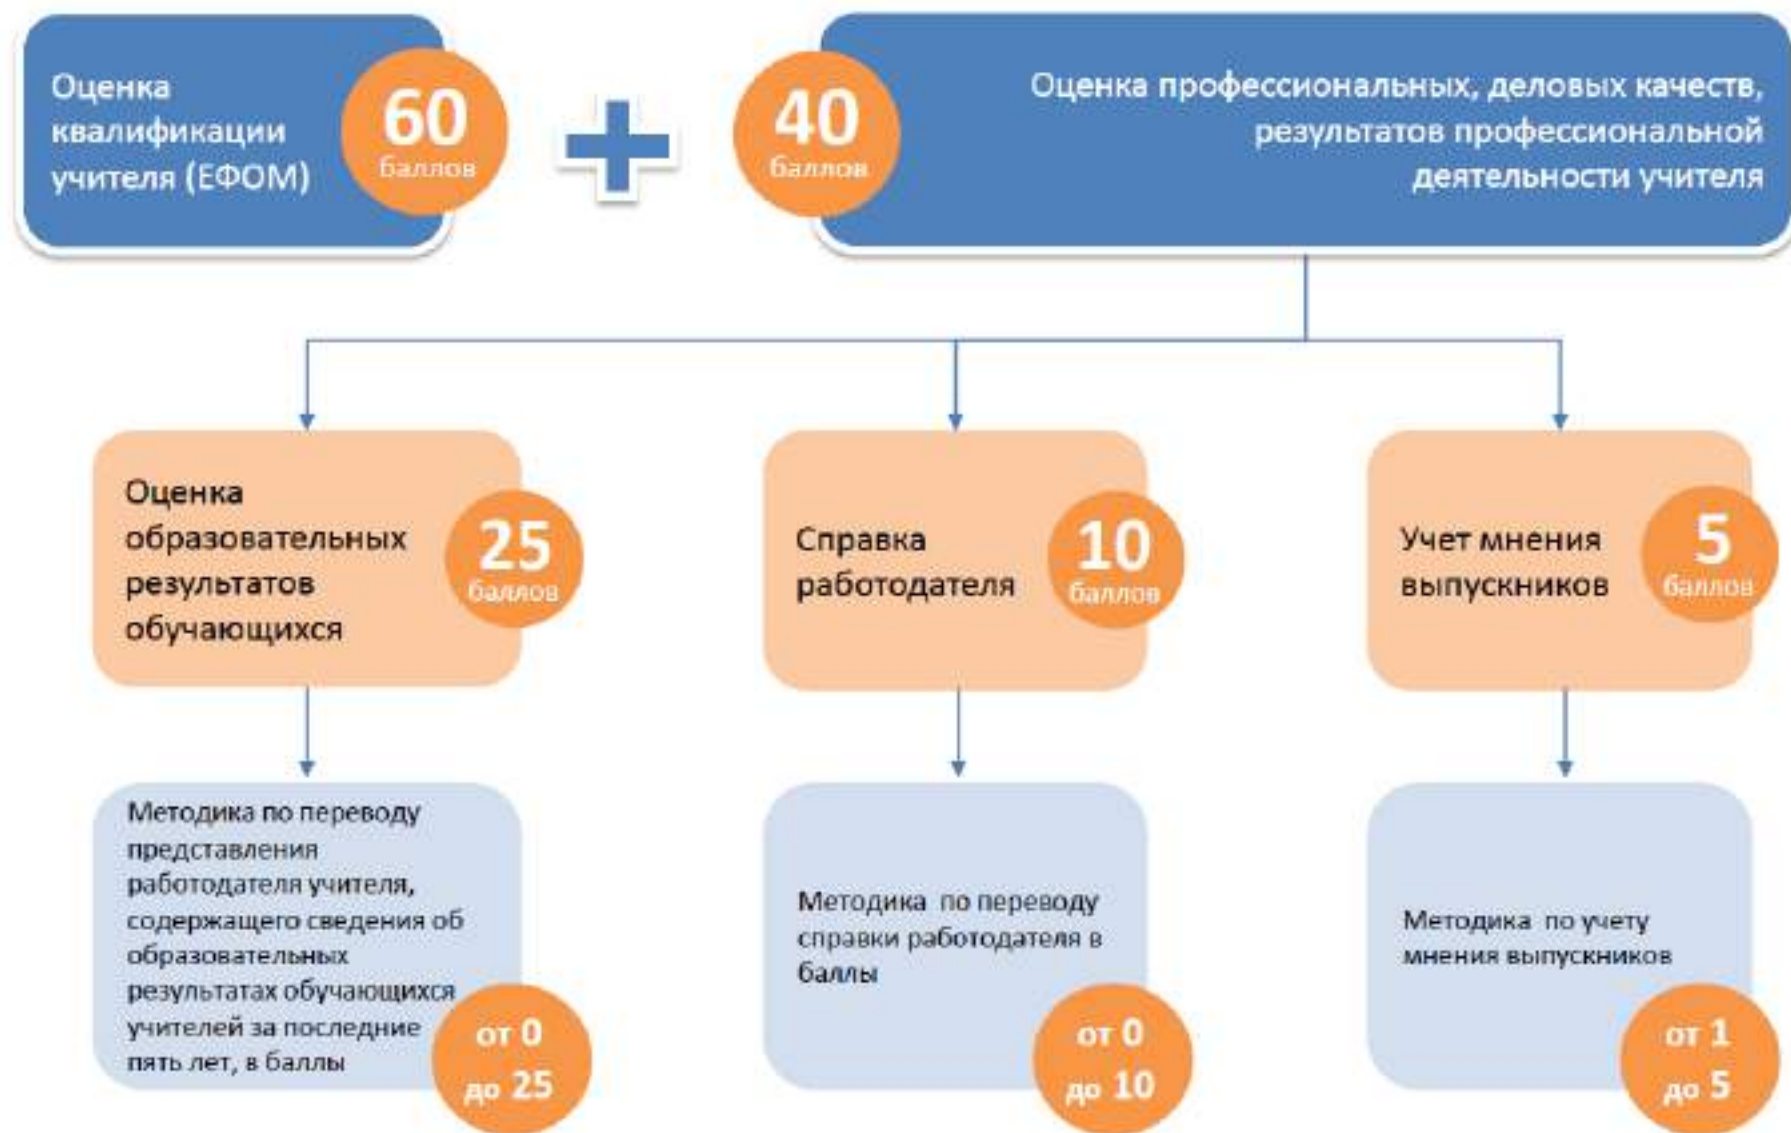 Оценка
квалификации
учителя (ЕФОМ)
60
баллов
40
баллов
Оценка профессиональных, деловых качеств,
результатов профессиональной
деятельности учителя
Оценка
образовательных
результатов
обучающихся
25
баллов
Справка
работодателя
10
баллов
Учет мнения
выпускников
5
баллов
Методика по переводу
представления
работодателя учителя,
содержащего сведения об
образовательных
результатах обучающихся
учителей за последние
пять лет, в баллы
от 0
до 25
Методика по переводу
справки работодателя в
баллы
от 0
до 10
Методика по учету
мнения выпускников
от 1
до 5